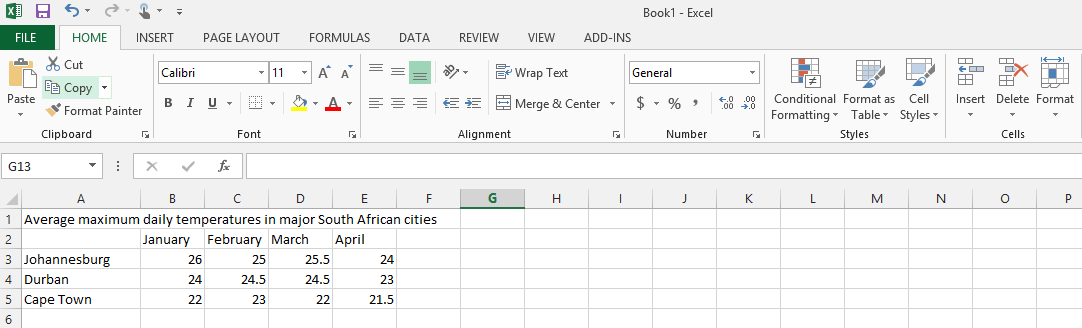 Book1 - Excel
FILE HOME INSERT PAGE LAYOUT FORMULAS DATA REVIEW VIEW ADD-INS
Cut
Copy
Format Painter
Paste
Clipboard
Calibri 11
B I U A
Font
Wrap Text
Merge & Center
Alignment
General
$ % ,
Number
Conditional Formatting
Format as Table
Cell Styles
Styles
Insert Delete Format
Cells
G13 fx
A B C D E F G H I J K L M N O P
1 Average maximum daily temperatures in major South African cities
2 January February March April
3 Johannesburg 26 25 25.5 24
4 Durban 24 24.5 24.5 23
5 Cape Town 22 23 22 21.5
6